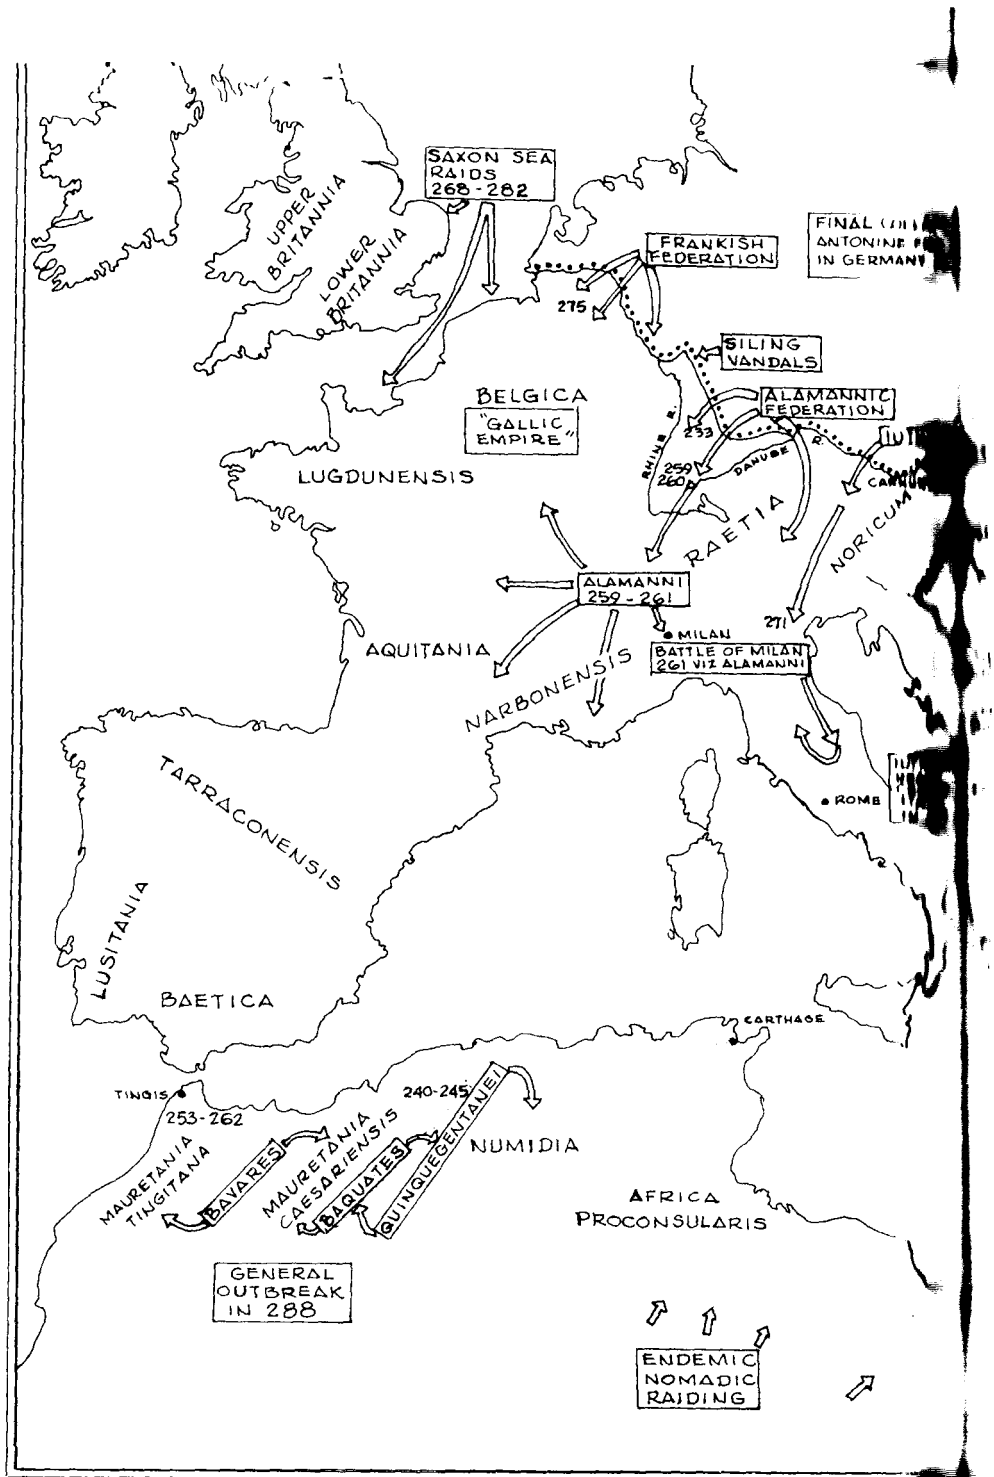 SAXON SEA
RAIDS
268-282
UPPER
BRITANNIA
LOWER
BRITANNIA
FRANKISH
FEDERATION
FINAL
ANTONINE
IN GERMANY
275
SILING
VANDALS
BELGICA
"GALLIC
EMPIRE"
ALAMANNIC
FEDERATION
233
RHINE R.
DANUBE R.
259
260
LUGDUNENSIS
RAETIA
NORICUM
ALAMANNI
259-261
271
MILAN
BATTLE OF MILAN
261 VIZ ALAMANNI
AQUITANIA
NARBONENSIS
TARRACONENSIS
ROME
LUSITANIA
BAETICA
CARTHAGE
TINGIS
253-262
240-245
MAURETANIA
TINGITANA
BAVARES
MAURETANIA
CAESARIENSIS
BAQUATES
QUINQUEGENTANEI
NUMIDIA
AFRICA
PROCONSULARIS
GENERAL
OUTBREAK
IN 288
ENDEMIC
NOMADIC
RAIDING